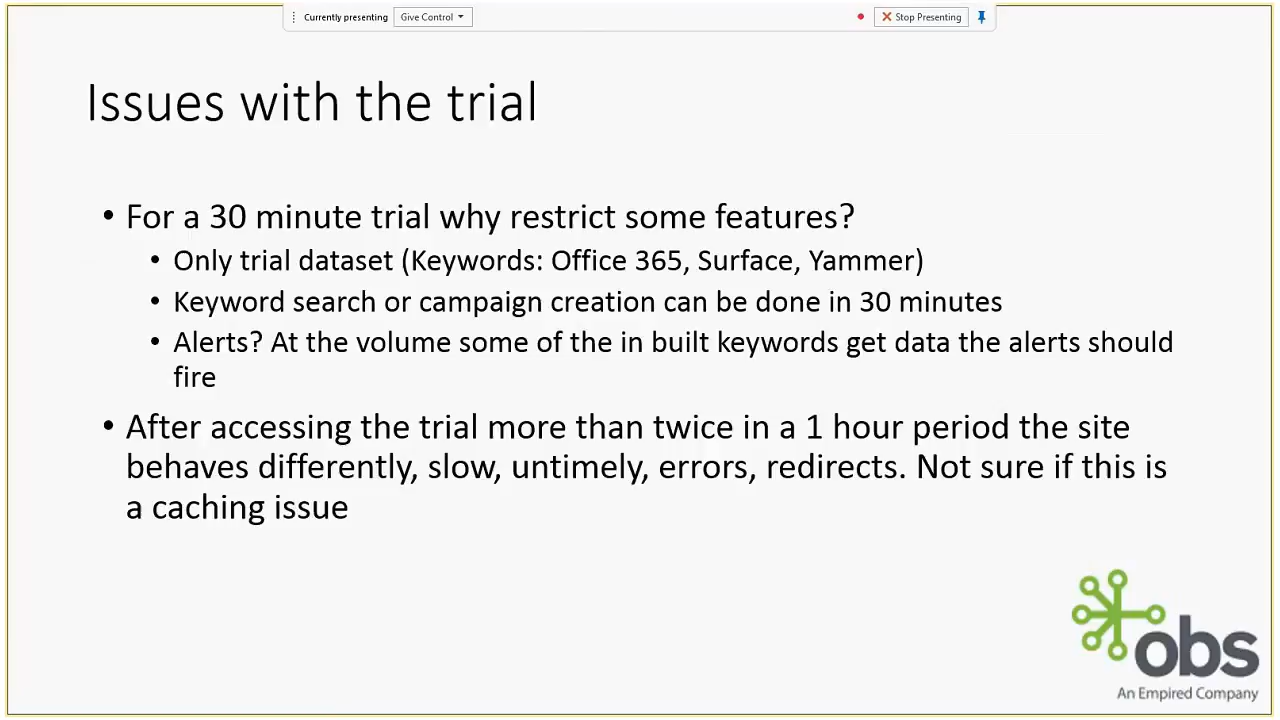 Currently presenting Give Control Stop Presenting
Issues with the trial
• For a 30 minute trial why restrict some features?
• Only trial dataset (Keywords: Office 365, Surface, Yammer)
• Keyword search or campaign creation can be done in 30 minutes
• Alerts? At the volume some of the in built keywords get data the alerts should
fire
• After accessing the trial more than twice in a 1 hour period the site
behaves differently, slow, untimely, errors, redirects. Not sure if this is
a caching issue
obs
An Empired Company